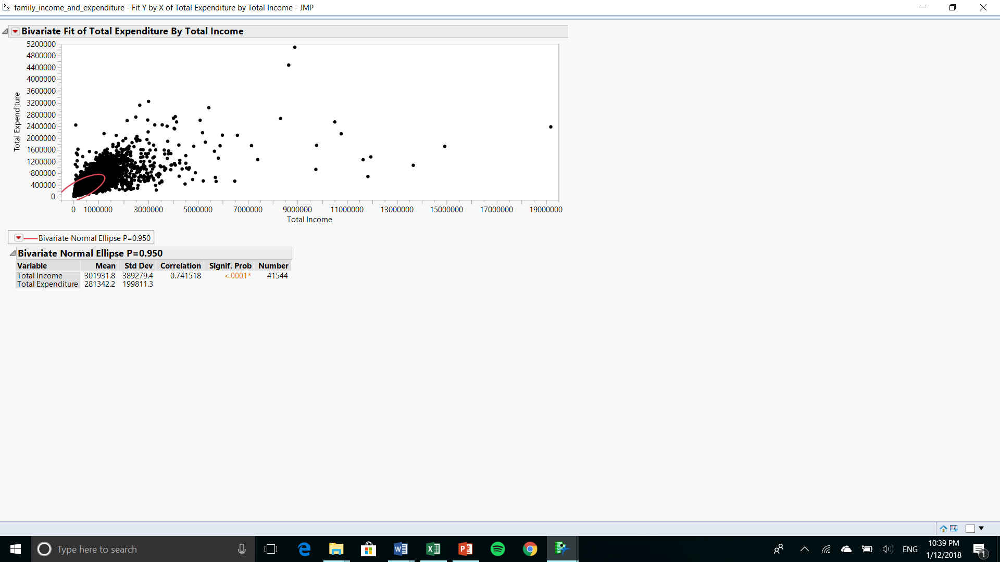 family_income_and_expenditure - Fit Y by X of Total Expenditure by Total Income - JMP
Bivariate Fit of Total Expenditure By Total Income
Total Expenditure
5200000
4800000
4400000
4000000
3600000
3200000
2800000
2400000
2000000
1600000
1200000
800000
400000
0
0 1000000 3000000 5000000 7000000 9000000 11000000 13000000 15000000 17000000 19000000
Total Income
Bivariate Normal Ellipse P=0.950
Bivariate Normal Ellipse P=0.950
Variable Mean Std Dev Correlation Signif. Prob Number
Total Income 301931.8 389279.4 0.741518 <.0001* 41544
Total Expenditure 281342.2 199811.3
Type here to search
ENG
10:39 PM
1/12/2018
1